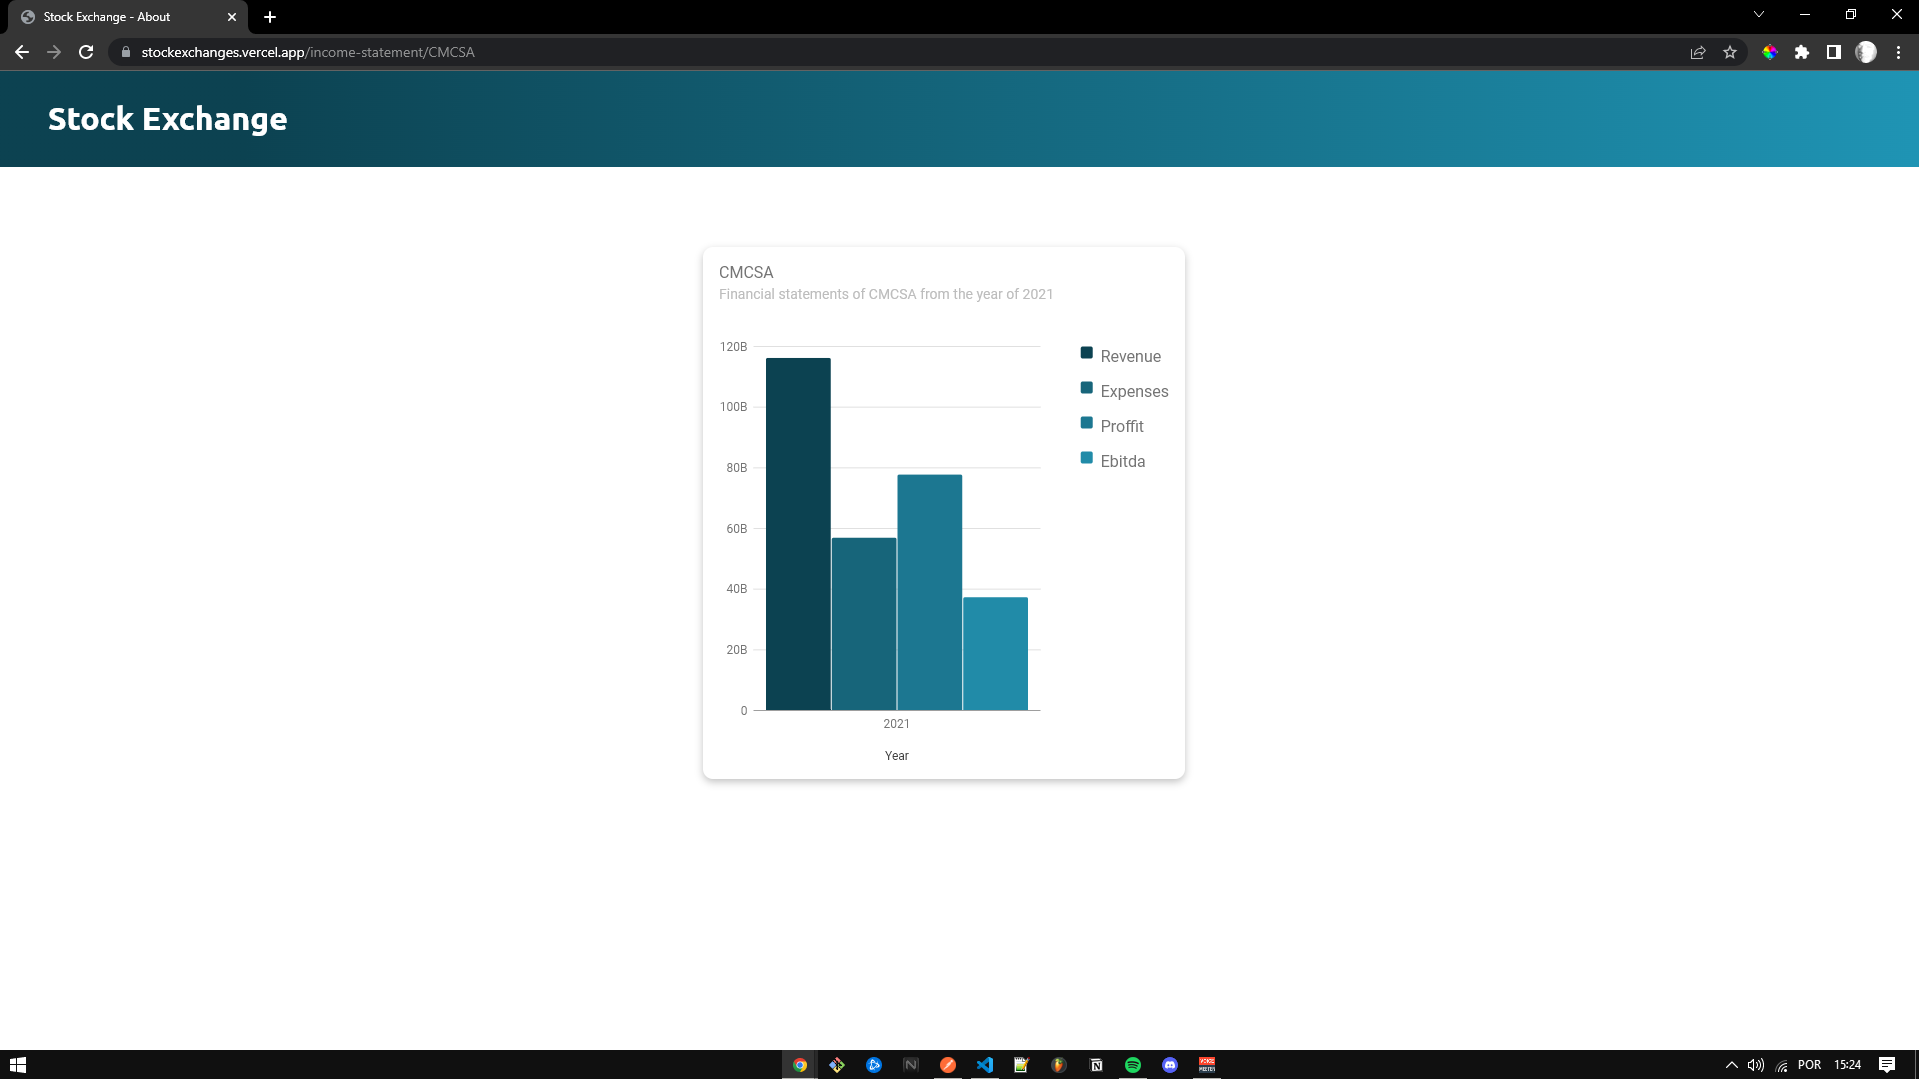 Stock Exchange - About
stockexchanges.vercel.app/income-statement/CMCSA
Stock Exchange
CMCSA
Financial statements of CMCSA from the year of 2021
120B
100B
80B
60B
40B
20B
0
2021
Year
Revenue
Expenses
Proffit
Ebitda
POR
15:24